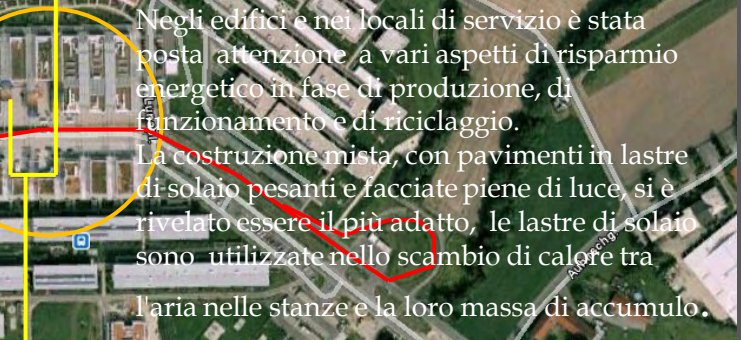 Negli edifici e nei locali di servizio è stata
posta attenzione a vari aspetti di risparmio
energetico in fase di produzione, di
funzionamento e di riciclaggio.
La costruzione mista, con pavimenti in lastre
di solaio pesanti e facciate piene di luce, si è
rivelato essere il più adatto, le lastre di solaio
sono utilizzate nello scambio di calore tra
l'aria nelle stanze e la loro massa di accumulo.